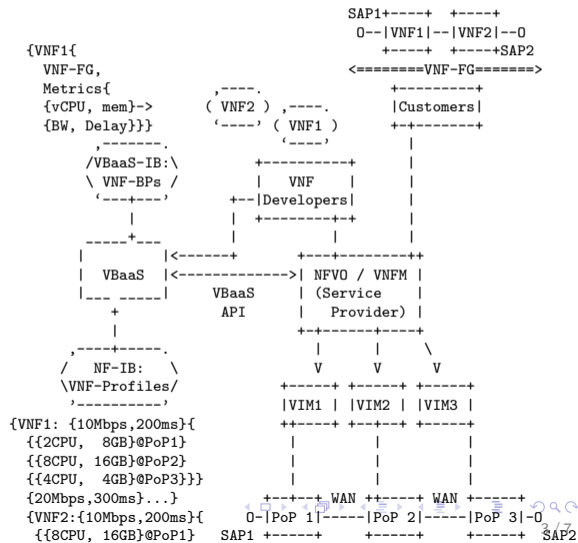 SAP1+----+  +----+
O--|VNF1|--|VNF2|--O
{VNF1{                                +----+  +----+SAP2
VNF-FG,                          <========VNF-FG=======>
Metrics{             ,----.           +----------+
{vCPU, mem}->       ( VNF2 ) ,----.   |Customers|
{BW, Delay}}}        '----' ( VNF1 )  +-+--------+
,-------.                   '----'     |
/VBaaS-IB:\        +-----------+        |
\ VNF-BPs /        |    VNF    |        |
'---+---'      +--|Developers|        |
|          |  +---------+-+        |
_____+___       |            |         |
|         |<------+       +----+---------++
|  VBaaS  |<------------->| NFVO / VNFM |
|___ _____|     VBaaS     | (Service    |
+            API      |   Provider) |
|                     +-+------+----+
,----+-----.               |      |    \
/   NF-IB:   \              V      V     V
\VNF-Profiles/          +-----+ +-----+ +-----+
'-----------'           |VIM1 | |VIM2 | |VIM3 |
{VNF1: {10Mbps,200ms}{     ++----+ +-+---+ +--+--+
{{2CPU,  8GB}@PoP1}         |       |       |
{{8CPU, 16GB}@PoP2}         |       |       |
{{4CPU,  4GB}@PoP3}}}       |       |       |
{20Mbps,300ms}...}       +-----+ WAN ++-----+ WAN +-----+
{VNF2:{10Mbps,200ms}{   O-|PoP 1|-----|PoP 2|-----|PoP 3|-O
{{8CPU, 16GB}@PoP1} SAP1 +-----+     +-----+     +-----+ SAP2
3/7